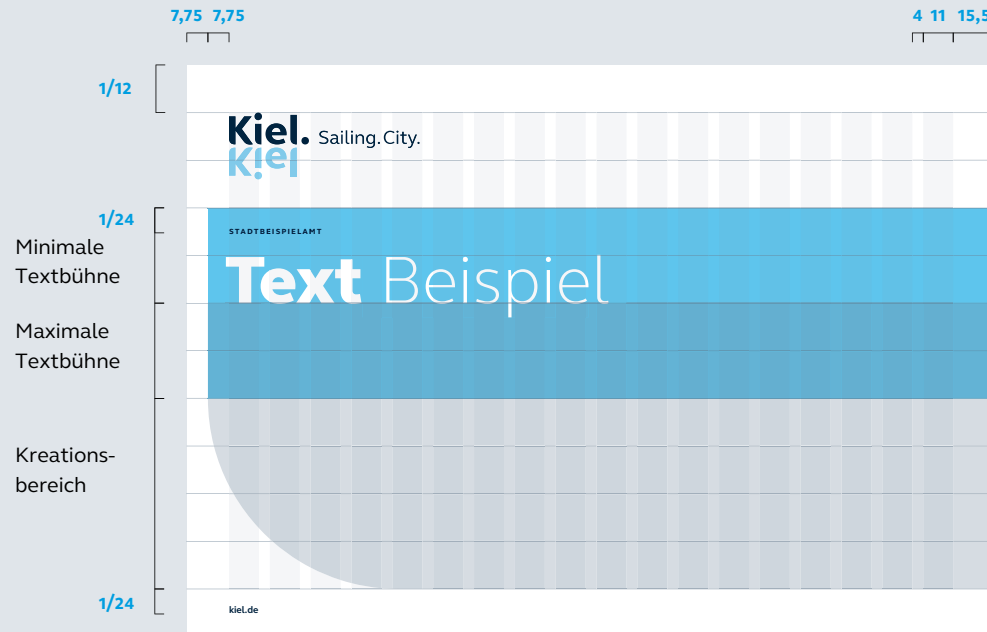 7,75 7,75
4 11 15,5
1/12
Kiel. Sailing.City.
Kiel
1/24
STADTBEISPIELAMT
Minimale
Textbühne
Text Beispiel
Maximale
Textbühne
Kreations-
bereich
1/24
kiel.de